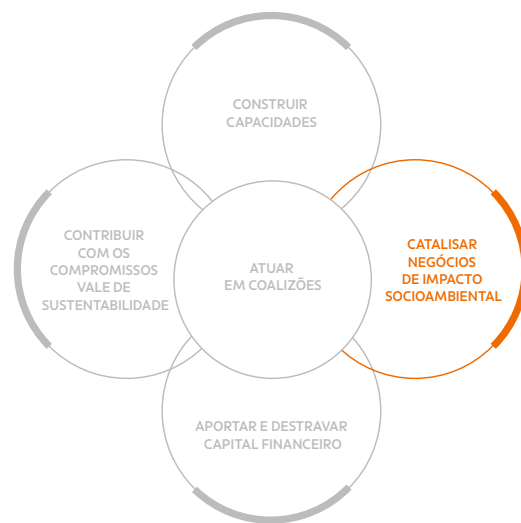 CONSTRUIR
CAPACIDADES
CONTRIBUIR
COM OS
COMPROMISSOS
VALE DE
SUSTENTABILIDADE
ATUAR
EM COALIZÕES
CATALISAR
NEGÓCIOS
DE IMPACTO
SOCIOAMBIENTAL
APORTAR E DESTRAVAR
CAPITAL FINANCEIRO